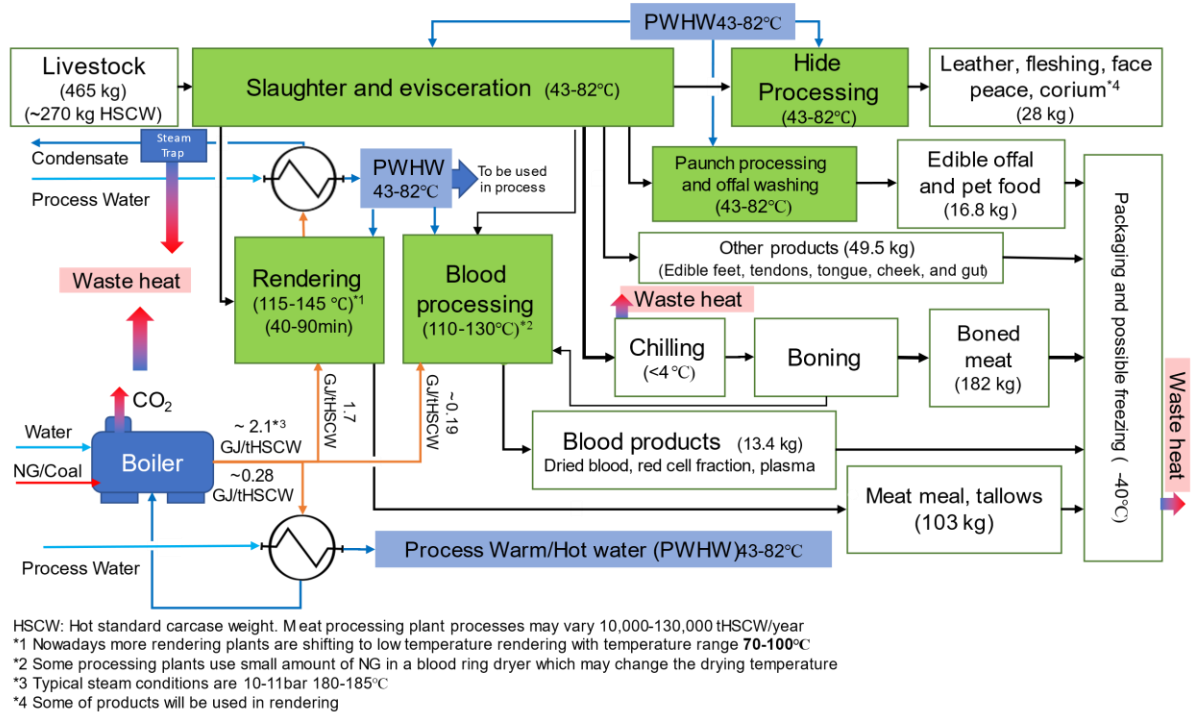 PWHW43-82℃
Livestock
(465 kg)
(~270 kg HSCW)
Slaughter and evisceration (43-82℃)
Hide
Processing
(43-82℃)
Leather, fleshing, face
peace, corium*4
(28 kg)
Steam
Trap
Condensate
Process Water
PWHW
43-82℃
To be used
in process
Paunch processing
and offal washing
(43-82℃)
Edible offal
and pet food
(16.8 kg)
Packaging and possible freezing ( -40℃)
Other products (49.5 kg)
(Edible feet, tendons, tongue, cheek, and gut)
Waste heat
Rendering
(115-145 ℃)*1
(40-90min)
Blood
processing
(110-130℃)*2
Waste heat
Chilling
(<4℃)
Boning
Boned
meat
(182 kg)
Waste heat
CO2
1.7
GJ/tHSCW
~0.19
GJ/tHSCW
Water
NG/Coal
Boiler
~ 2.1*3
GJ/tHSCW
~0.28
GJ/tHSCW
Blood products (13.4 kg)
Dried blood, red cell fraction, plasma
Meat meal, tallows
(103 kg)
Process Water
Process Warm/Hot water (PWHW)43-82℃
HSCW: Hot standard carcase weight. Meat processing plant processes may vary 10,000-130,000 tHSCW/year
*1 Nowadays more rendering plants are shifting to low temperature rendering with temperature range 70-100℃
*2 Some processing plants use small amount of NG in a blood ring dryer which may change the drying temperature
*3 Typical steam conditions are 10-11bar 180-185℃
*4 Some of products will be used in rendering